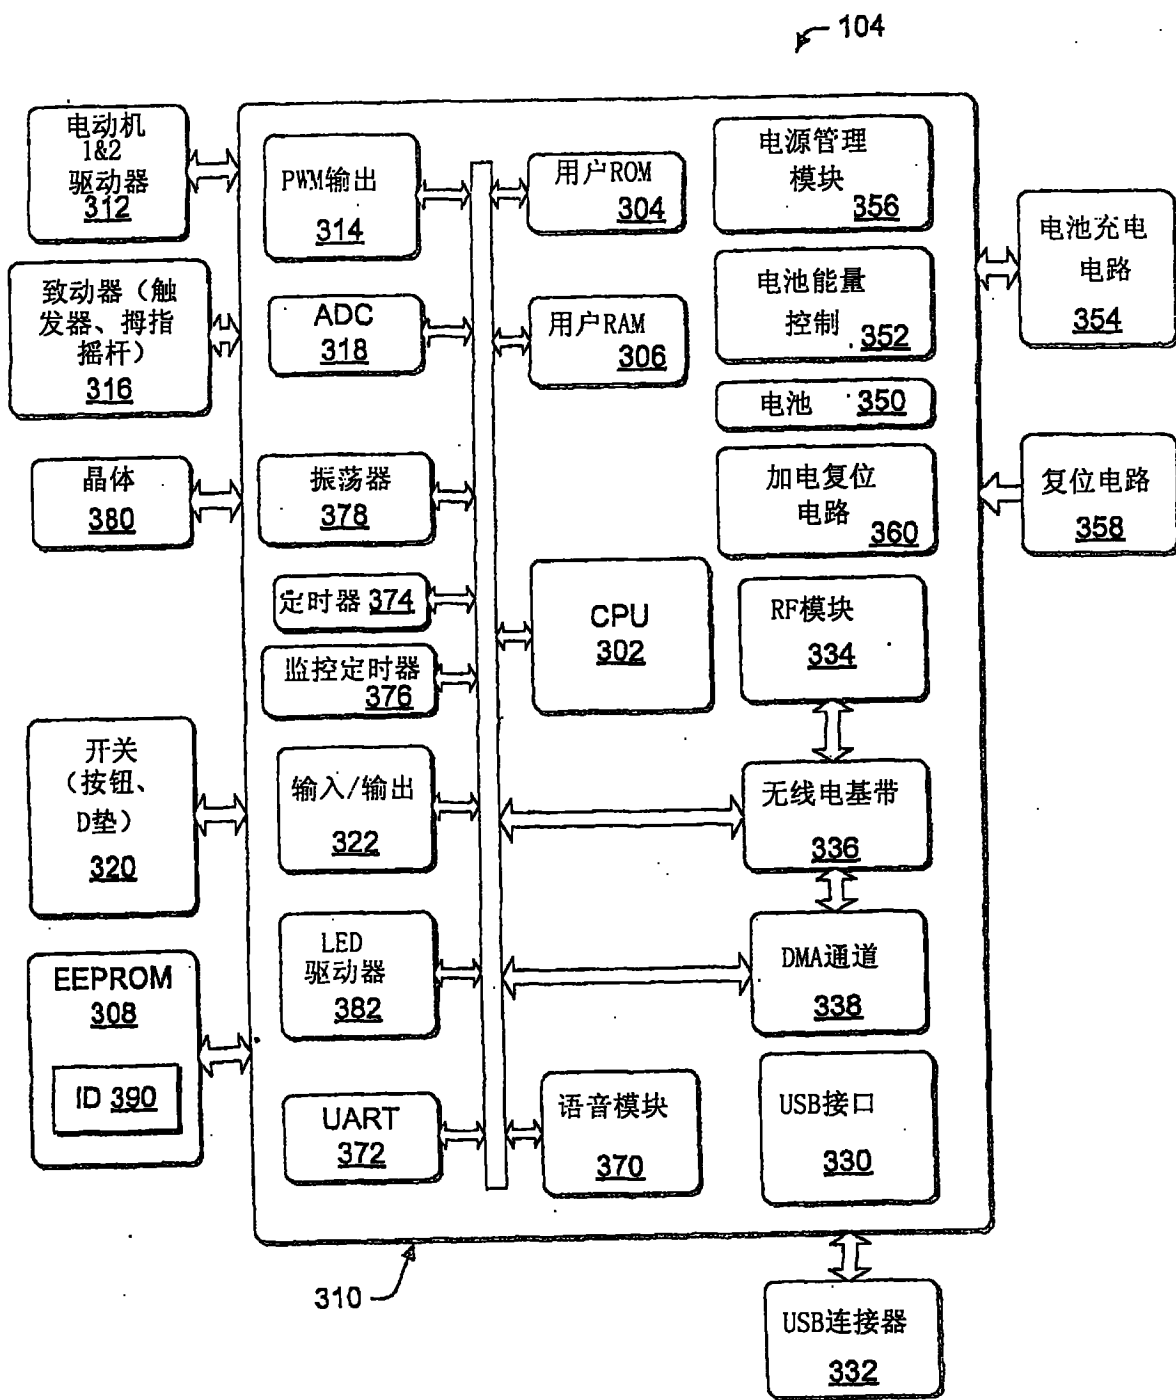 104
电动机
1&2
驱动器
312
致动器（触
发器、拇指
摇杆）
316
晶体
380
开关
（按钮、
D垫）
320
EEPROM
308
ID 390
PWM输出
314
ADC
318
振荡器
378
定时器 374
监控定时器
376
输入/输出
322
LED
驱动器
382
UART
372
用户ROM
304
用户RAM
306
CPU
302
语音模块
370
电源管理
模块
356
电池能量
控制
352
电池 350
加电复位
电路
360
RF模块
334
无线电基带
336
DMA通道
338
USB接口
330
电池充电
电路
354
复位电路
358
310
USB连接器
332